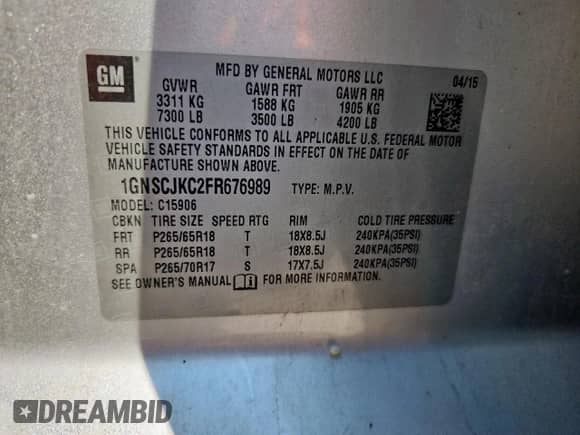 GM
MFD BY GENERAL MOTORS LLC 04/15
GVWR GAWR FRT GAWR RR
3311 KG 1588 KG 1905 KG
7300 LB 3500 LB 4200 LB
THIS VEHICLE CONFORMS TO ALL APPLICABLE U.S. FEDERAL MOTOR
VEHICLE SAFETY STANDARDS IN EFFECT ON THE DATE OF
MANUFACTURE SHOWN ABOVE.
1GNSCJKC2FR676989 TYPE: M.P.V.
MODEL: C15906
CBKN TIRE SIZE SPEED RTG RIM COLD TIRE PRESSURE
FRT P265/65R18 T 18X8.5J 240KPA(35PSI)
RR P265/65R18 T 18X8.5J 240KPA(35PSI)
SPA P265/70R17 S 17X7.5J 240KPA(35PSI)
SEE OWNER'S MANUAL FOR MORE INFORMATION.
DREAMBID